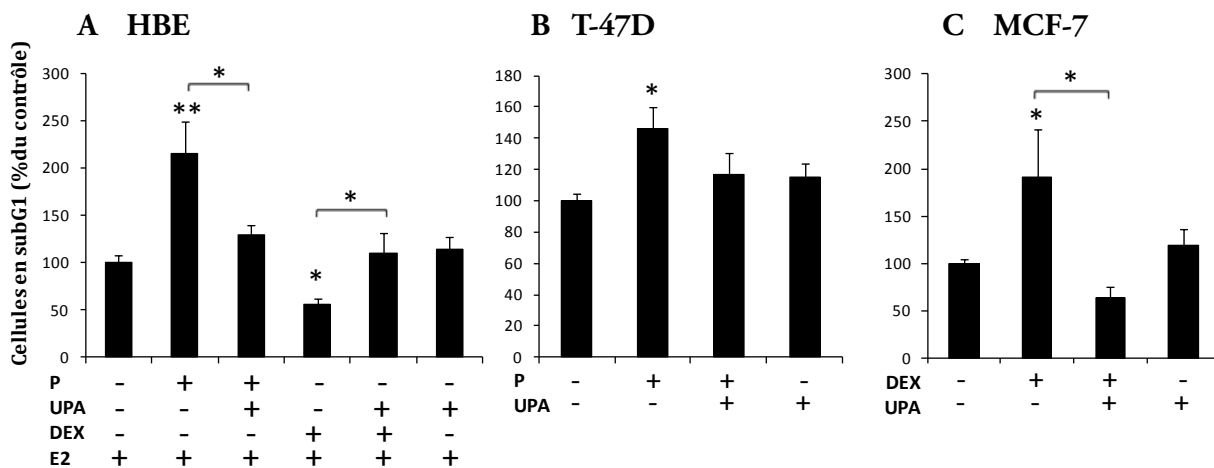 A HBE
B T-47D
C MCF-7
Cellules en subG1 (%du contrôle)
300
250
200
150
100
50
0
*
**
*
*
P - + + - - -
UPA - - + - + +
DEX - - - + + -
E2 + + + + + +
180
160
140
120
100
80
60
40
20
0
*
P - + + -
UPA - - + +
300
250
200
150
100
50
0
*
*
DEX - + + -
UPA - - + +